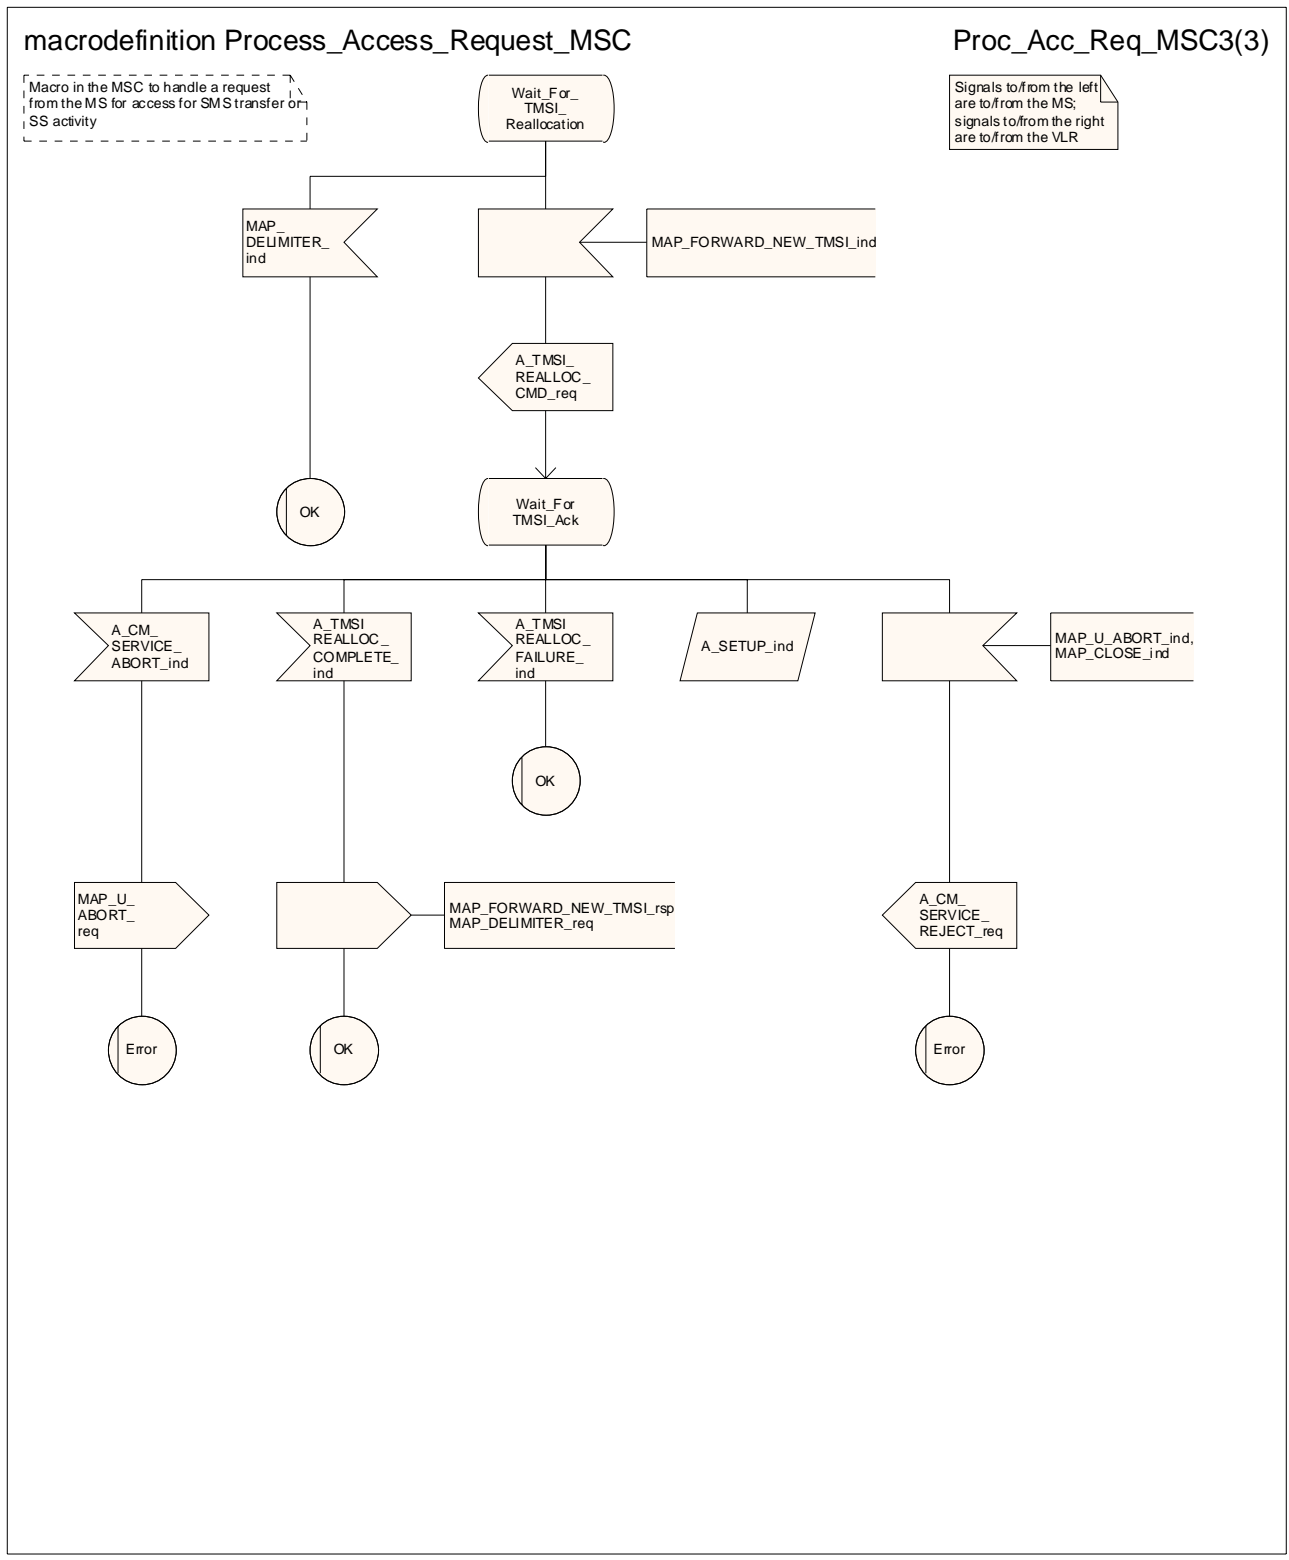 macrodefinition Process_Access_Request_MSC
Proc_Acc_Req_MSC3(3)
Macro in the MSC to handle a request
from the MS for access for SMS transfer or
SS activity
Wait_For_
TMSI_
Reallocation
Signals to/from the left
are to/from the MS;
signals to/from the right
are to/from the VLR
MAP_
DELIMITER_
ind
MAP_FORWARD_NEW_TMSI_ind
A_TMSI_
REALLOC_
CMD_req
OK
Wait_For
TMSI_Ack
A_CM_
SERVICE_
ABORT_ind
A_TMSI
REALLOC_
COMPLETE_
ind
A_TMSI
REALLOC_
FAILURE_
ind
A_SETUP_ind
MAP_U_ABORT_ind,
MAP_CLOSE_ind
OK
MAP_U_
ABORT_
req
MAP_FORWARD_NEW_TMSI_rsp
MAP_DELIMITER_req
A_CM_
SERVICE_
REJECT_req
Error
OK
Error